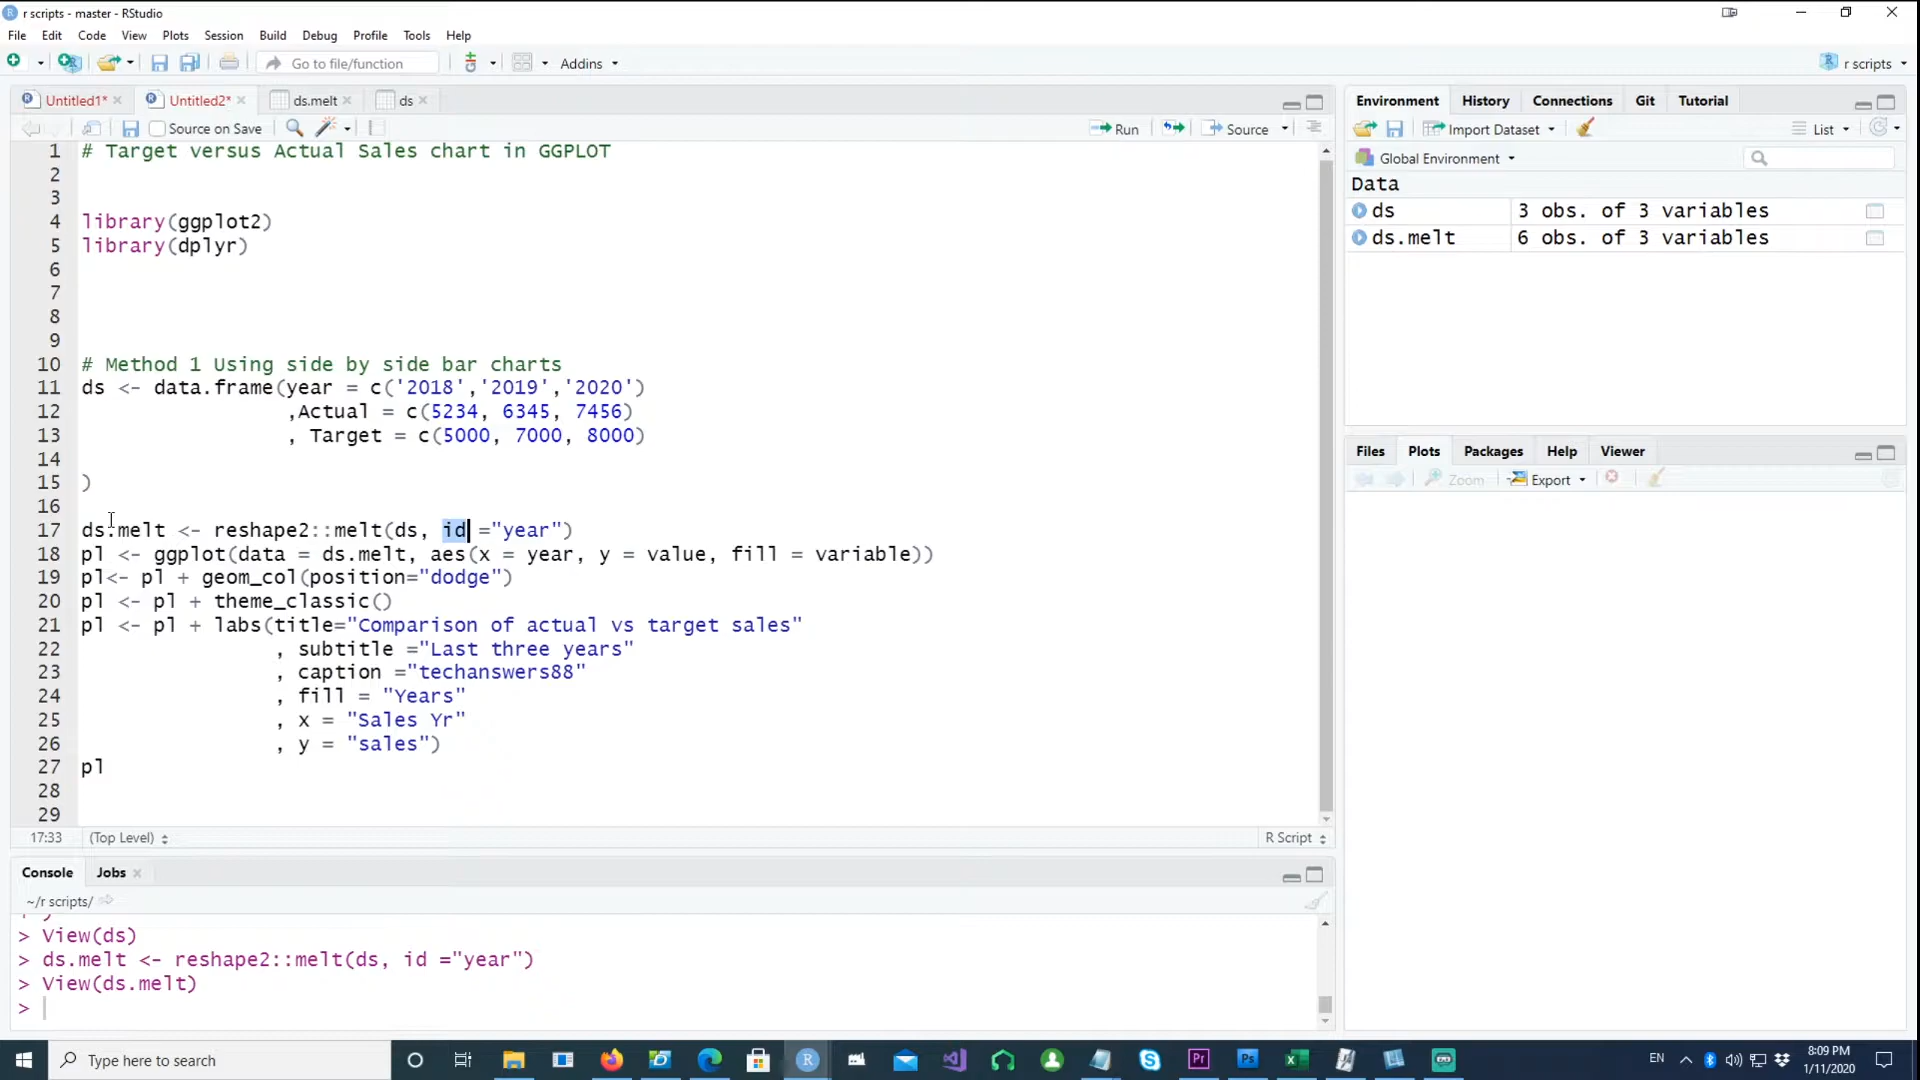 r scripts - master - RStudio
File Edit Code View Plots Session Build Debug Profile Tools Help
Go to file/function Addins r scripts
Untitled1* Untitled2* ds.melt ds
Source on Save Run Source
1 # Target versus Actual Sales chart in GGPLOT
2
3
4 library(ggplot2)
5 library(dplyr)
6
7
8
9
10 # Method 1 Using side by side bar charts
11 ds <- data.frame(year = c('2018','2019','2020')
12 ,Actual = c(5234, 6345, 7456)
13 , Target = c(5000, 7000, 8000)
14
15 )
16
17 ds.melt <- reshape2::melt(ds, id ="year")
18 pl <- ggplot(data = ds.melt, aes(x = year, y = value, fill = variable))
19 pl<- pl + geom_col(position="dodge")
20 pl <- pl + theme_classic()
21 pl <- pl + labs(title="Comparison of actual vs target sales"
22 , subtitle ="Last three years"
23 , caption ="techanswers88"
24 , fill = "Years"
25 , x = "Sales Yr"
26 , y = "sales")
27 pl
28
29
17:33 (Top Level) R Script
Console Jobs
~/r scripts/
> View(ds)
> ds.melt <- reshape2::melt(ds, id ="year")
> View(ds.melt)
>
Environment History Connections Git Tutorial
Import Dataset List
Global Environment
Data
ds 3 obs. of 3 variables
ds.melt 6 obs. of 3 variables
Files Plots Packages Help Viewer
Zoom Export
Type here to search
EN
8:09 PM
1/11/2020